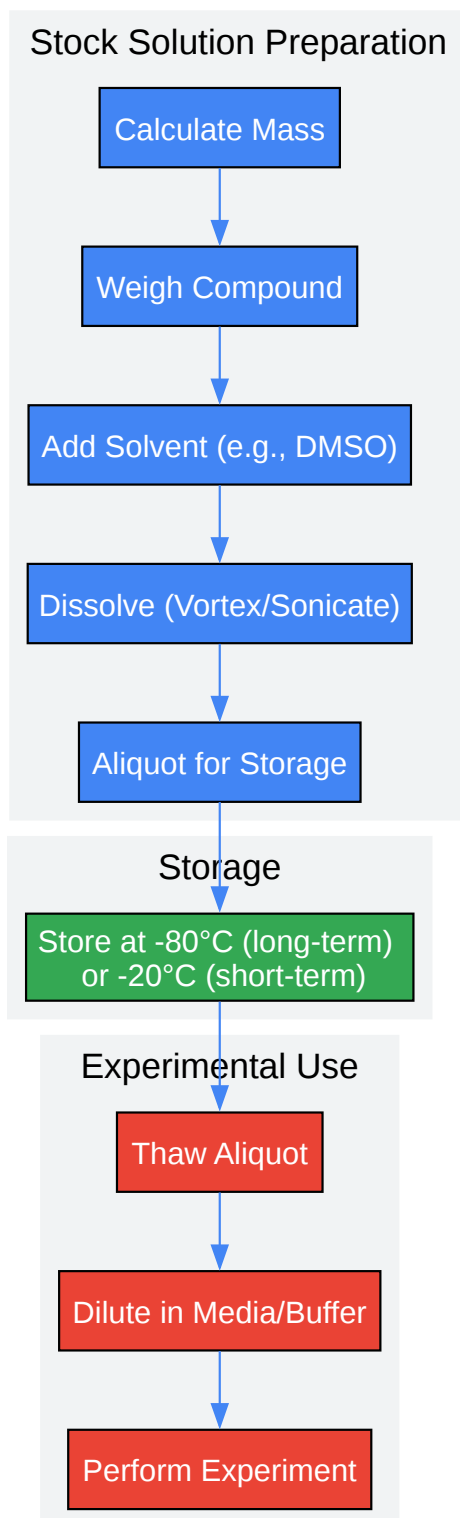 Stock Solution Preparation
Calculate Mass
Weigh Compound
Add Solvent (e.g., DMSO)
Dissolve (Vortex/Sonicate)
Aliquot for Storage
Storage
Store at -80°C (long-term)
or -20°C (short-term)
Experimental Use
Thaw Aliquot
Dilute in Media/Buffer
Perform Experiment